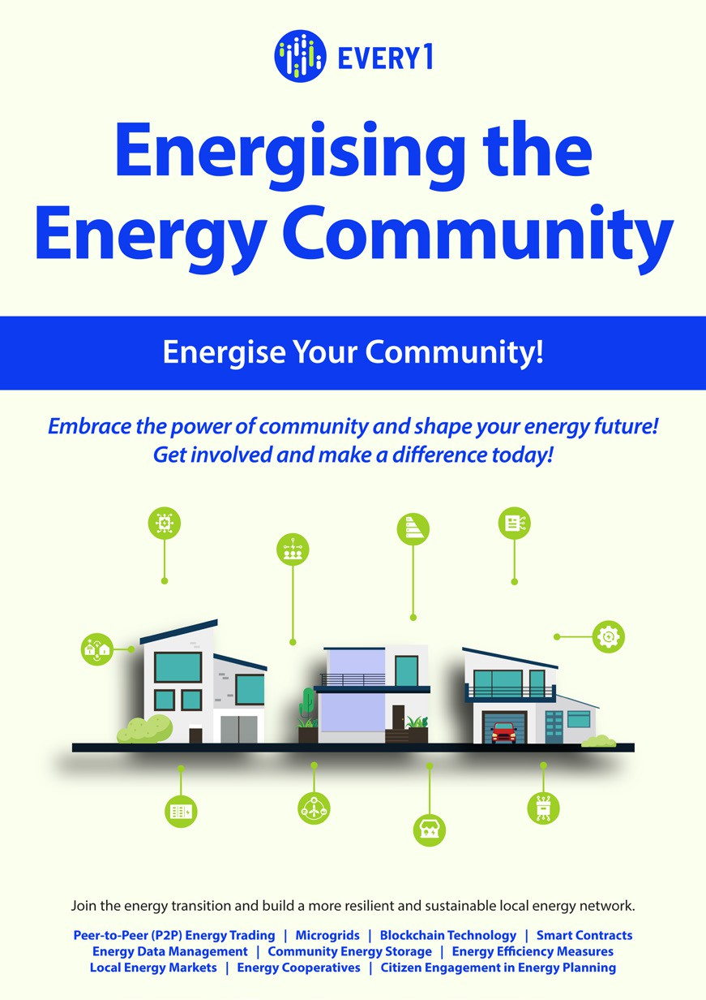 EVERY1
Energising the
Energy Community
Energise Your Community!
Embrace the power of community and shape your energy future!
Get involved and make a difference today!
Join the energy transition and build a more resilient and sustainable local energy network.
Peer-to-Peer (P2P) Energy Trading | Microgrids | Blockchain Technology | Smart Contracts
Energy Data Management | Community Energy Storage | Energy Efficiency Measures
Local Energy Markets | Energy Cooperatives | Citizen Engagement in Energy Planning